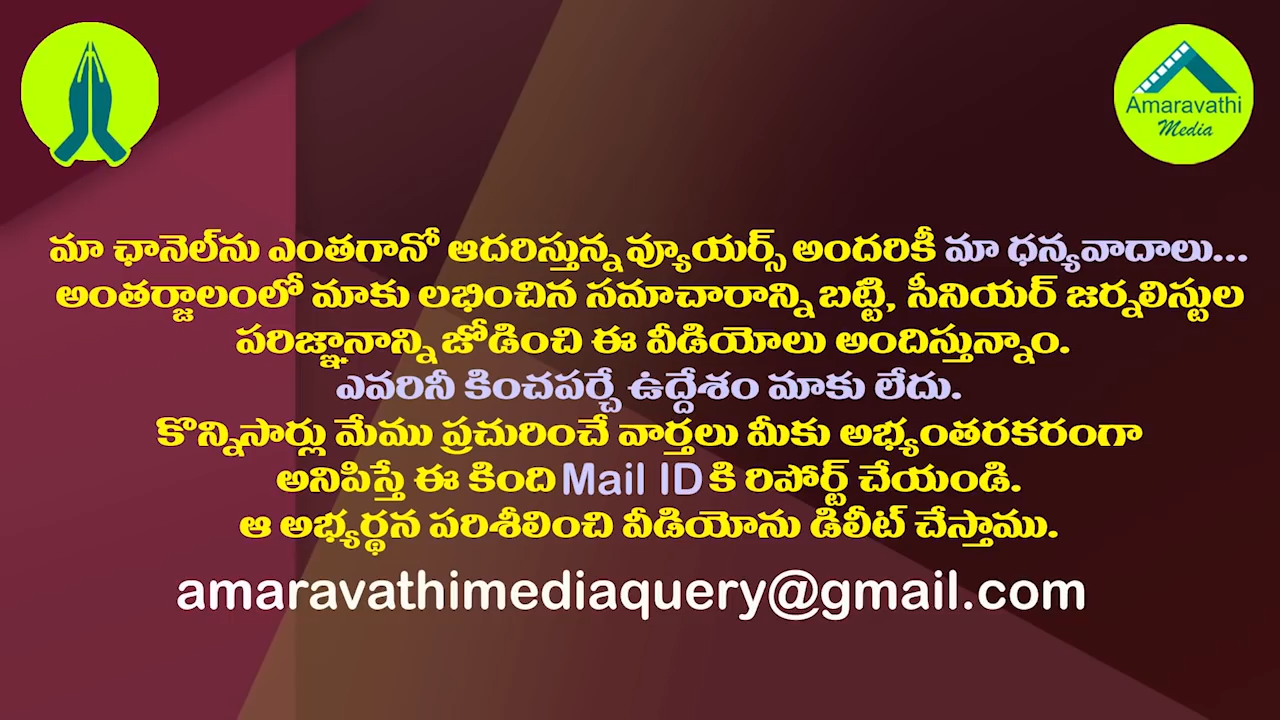 Amaravathi
Media
మా ఛానెల్‌ను ఎంతగానో ఆదరిస్తున్న వ్యూయర్స్ అందరికీ మా ధన్యవాదాలు...
అంతర్జాలంలో మాకు లభించిన సమాచారాన్ని బట్టి, సీనియర్ జర్నలిస్టుల
పరిజ్ఞానాన్ని జోడించి ఈ వీడియోలు అందిస్తున్నాం.
ఎవరినీ కించపర్చే ఉద్దేశం మాకు లేదు.
కొన్నిసార్లు మేము ప్రచురించే వార్తలు మీకు అభ్యంతరకరంగా
అనిపిస్తే ఈ కింది Mail ID కి రిపోర్ట్ చేయండి.
ఆ అభ్యర్థన పరిశీలించి వీడియోను డిలీట్ చేస్తాము.
amaravathimediaquery@gmail.com